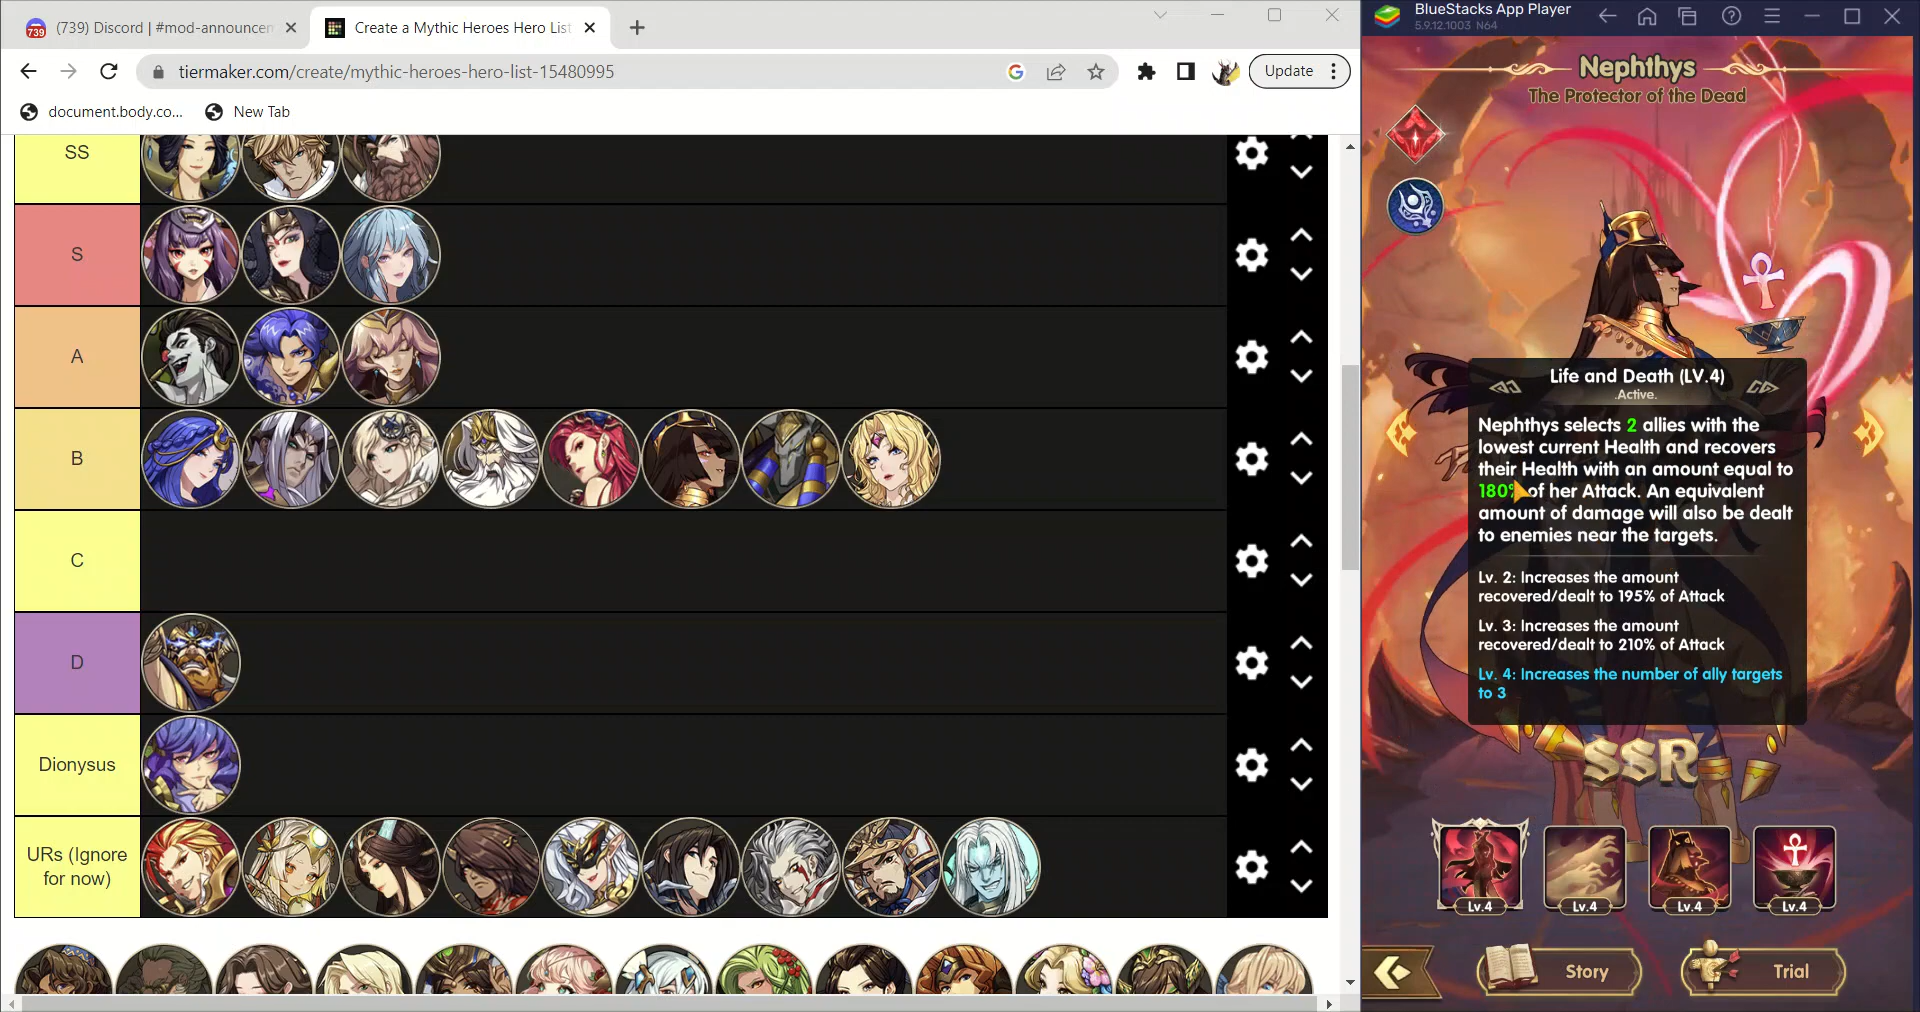 (739) Discord | #mod-announcem
739
Create a Mythic Heroes Hero List
tiermaker.com/create/mythic-heroes-hero-list-15480995
Update
document.body.co...
New Tab
SS
S
A
B
C
D
Dionysus
URs (Ignore
for now)
BlueStacks App Player
5.9.12.1003 N64
Nephthys
The Protector of the Dead
Life and Death (LV.4)
.Active.
Nephthys selects 2 allies with the
lowest current Health and recovers
their Health with an amount equal to
180% of her Attack. An equivalent
amount of damage will also be dealt
to enemies near the targets.
Lv. 2: Increases the amount
recovered/dealt to 195% of Attack
Lv. 3: Increases the amount
recovered/dealt to 210% of Attack
Lv. 4: Increases the number of ally targets
to 3
SSR
Lv.4
Lv.4
Lv.4
Lv.4
Story
Trial